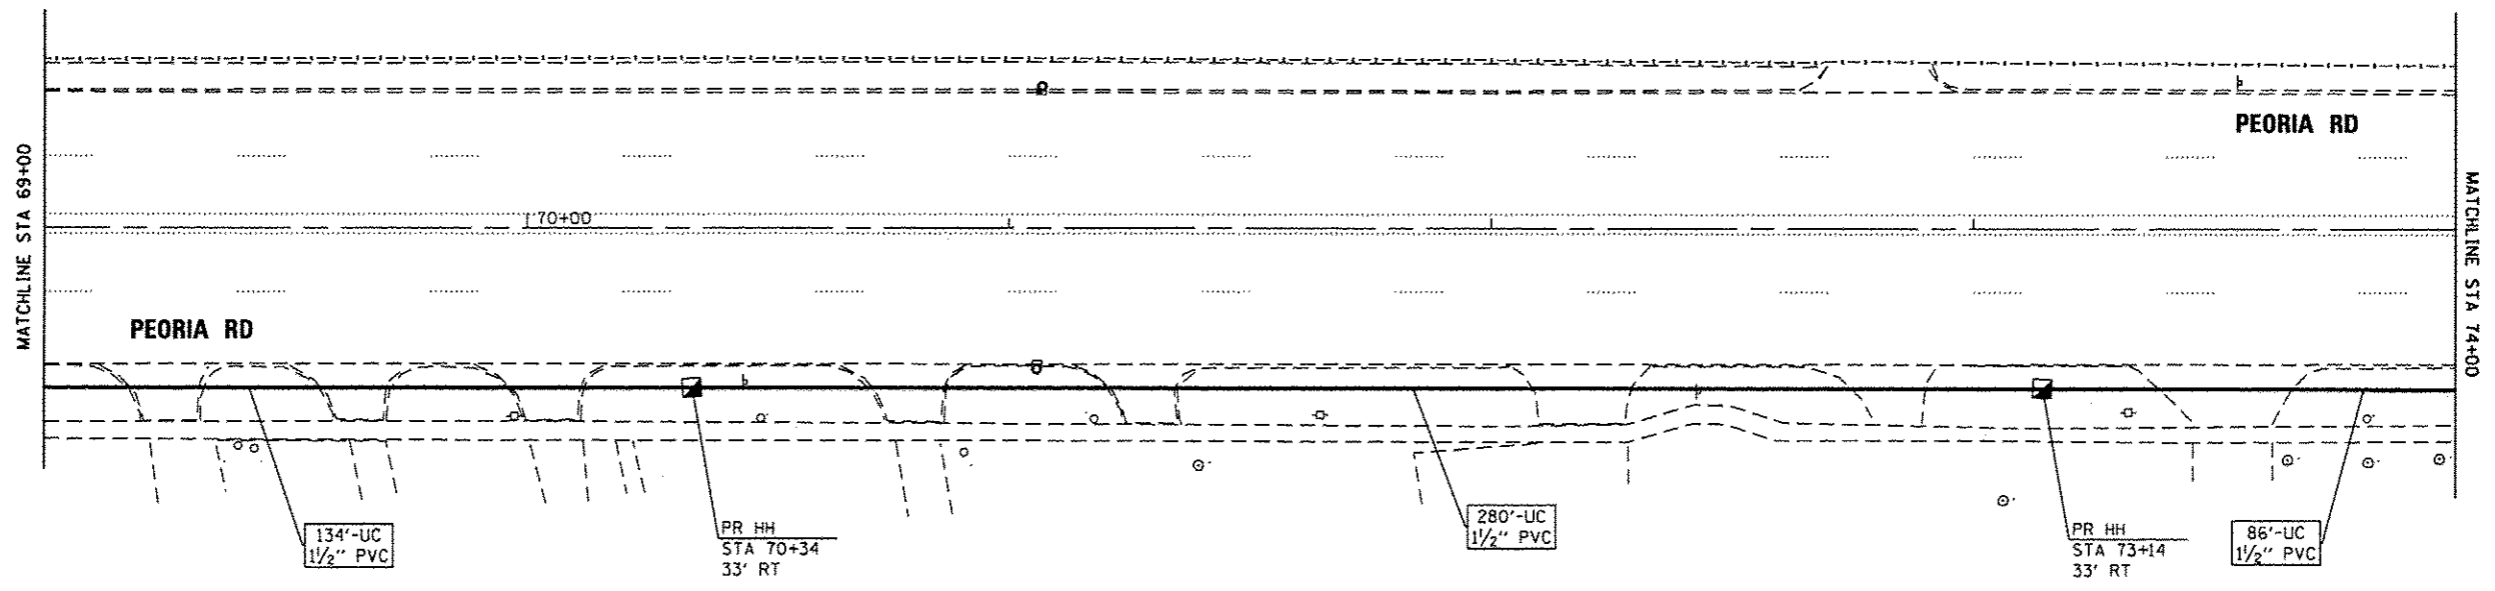 PEORIA RD
MATCHLINE STA 69+00
MATCHLINE STA 74+00
70+00
PEORIA RD
134'-UC
1½" PVC
PR HH
STA 70+34
33' RT
280'-UC
1½" PVC
PR HH
STA 73+14
33' RT
86'-UC
1½" PVC